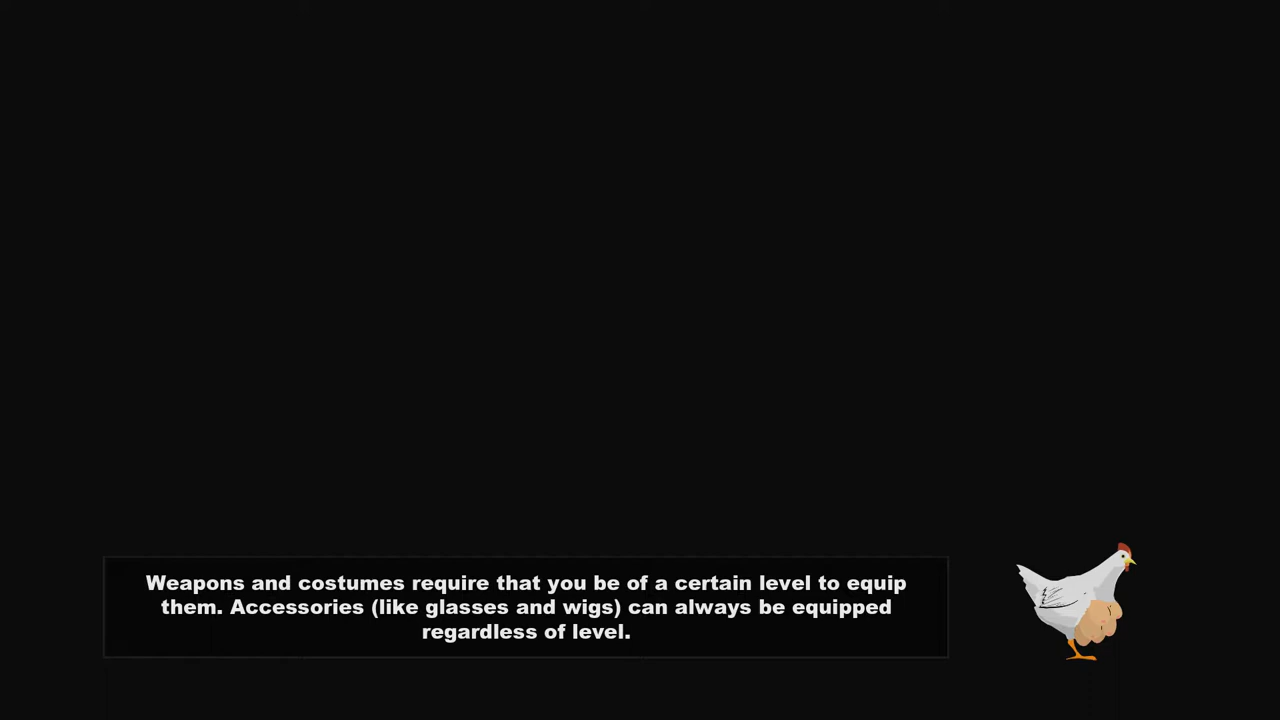 Weapons and costumes require that you be of a certain level to equip
them. Accessories (like glasses and wigs) can always be equipped
regardless of level.